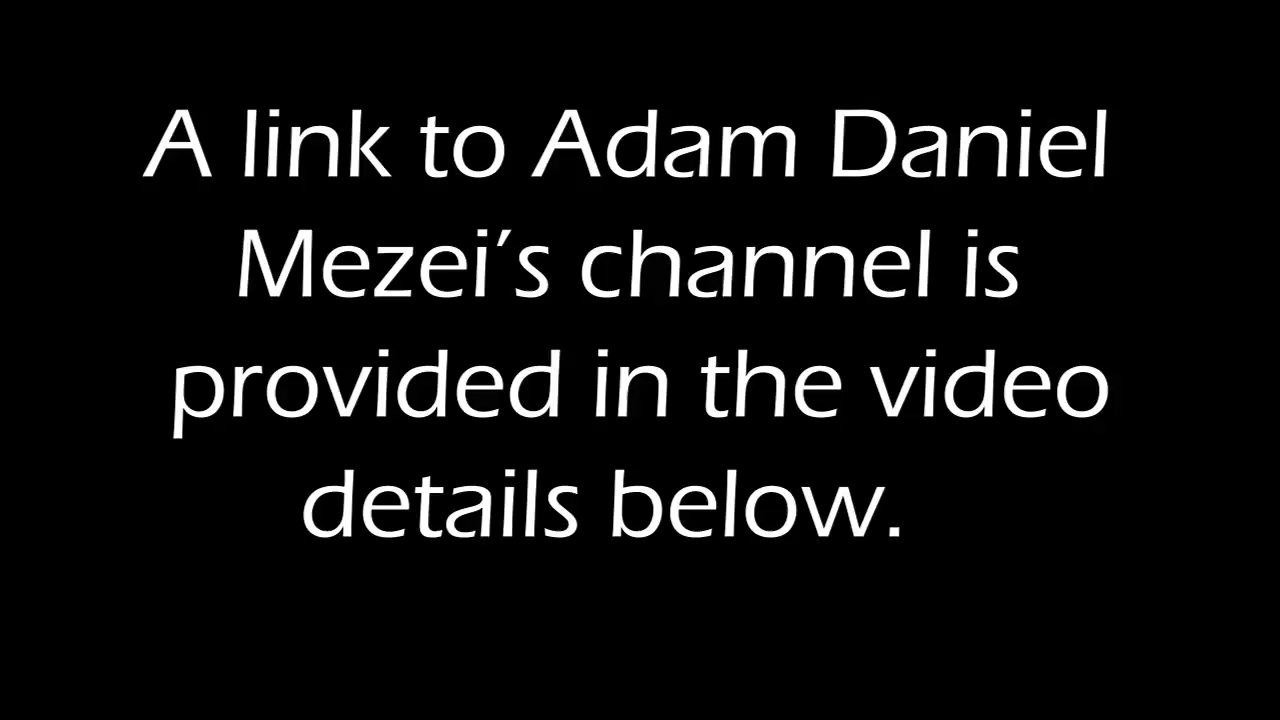 A link to Adam Daniel
Mezei’s channel is
provided in the video
details below.